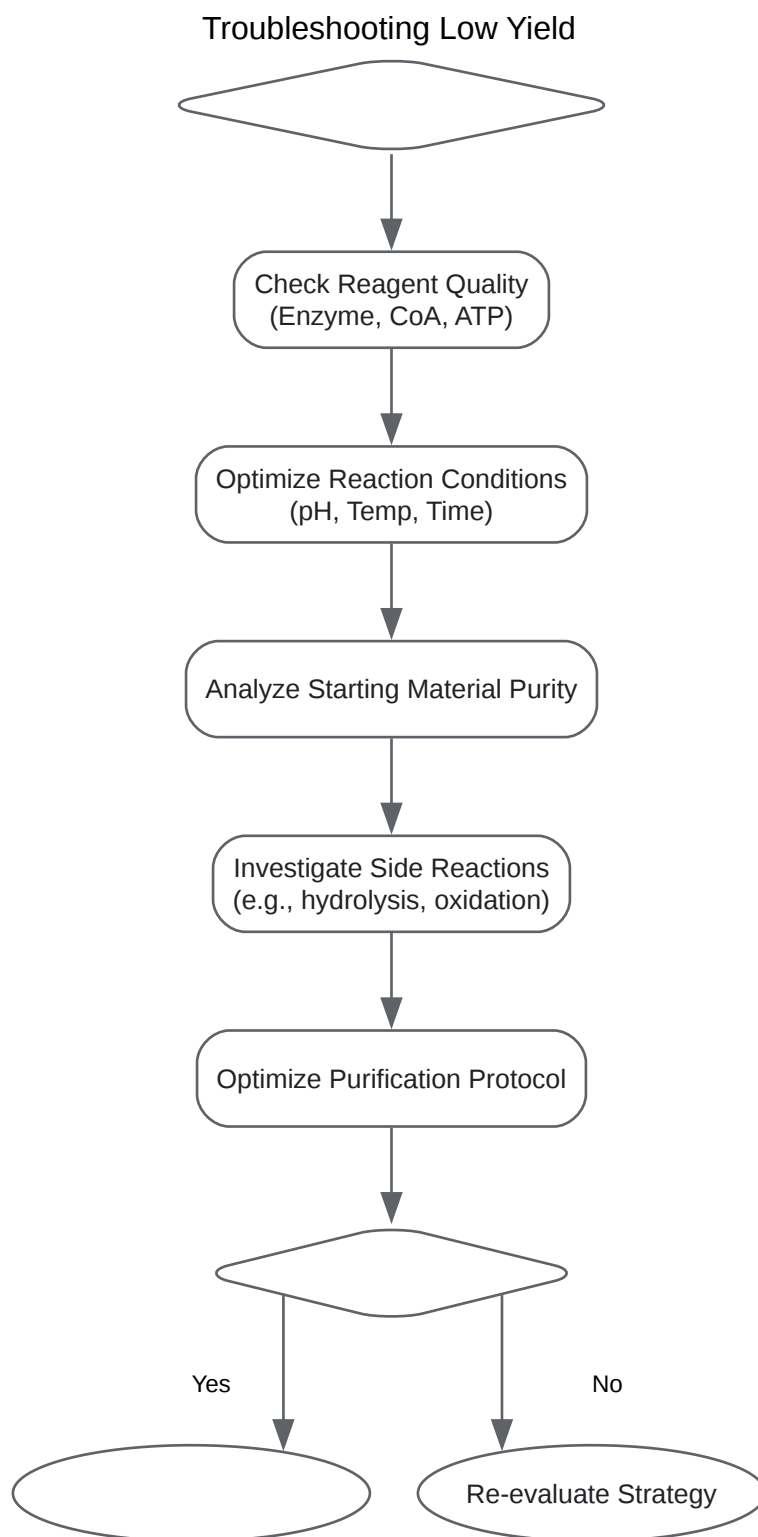 Troubleshooting Low Yield
Check Reagent Quality
(Enzyme, CoA, ATP)
Optimize Reaction Conditions
(pH, Temp, Time)
Analyze Starting Material Purity
Investigate Side Reactions
(e.g., hydrolysis, oxidation)
Optimize Purification Protocol
Yes
No
Re-evaluate Strategy